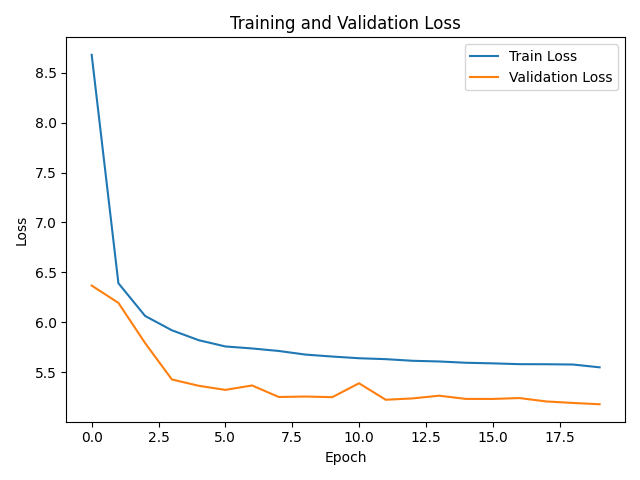 Training and Validation Loss
Train Loss
Validation Loss
8.5
8.0
7.5
7.0
6.5
6.0
5.5
Loss
0.0 2.5 5.0 7.5 10.0 12.5 15.0 17.5
Epoch